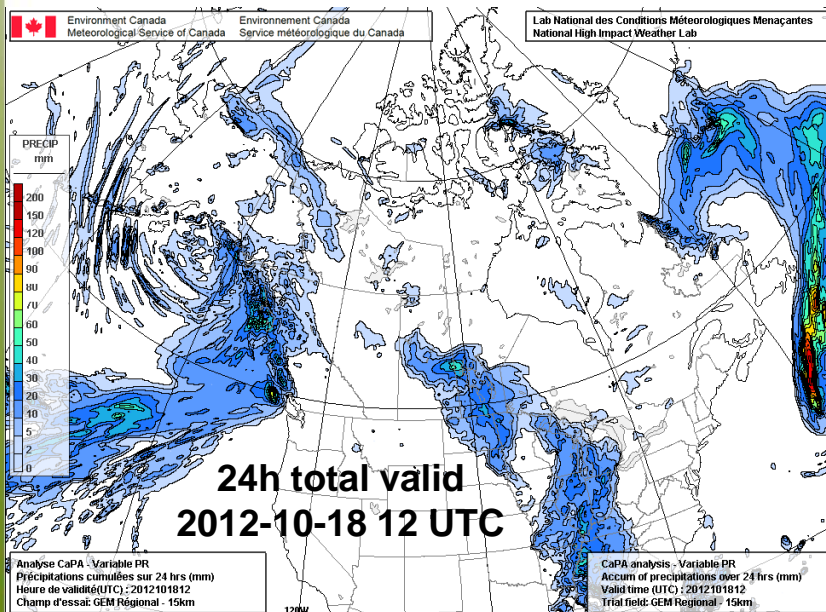 Environment Canada
Meteorological Service of Canada
Environnement Canada
Service météorologique du Canada
Lab National des Conditions Météorologiques Menaçantes
National High Impact Weather Lab
PRECIP
mm
200
150
120
100
90
80
70
60
50
40
30
20
10
5
2
0
24h total valid
2012-10-18 12 UTC
Analyse CaPA - Variable PR
Précipitations cumulées sur 24 hrs (mm)
Heure de validité(UTC) : 2012101812
Champ d'essai: GEM Régional - 15km
120W
CaPA analysis - Variable PR
Accum of precipitations over 24 hrs (mm)
Valid time (UTC) : 2012101812
Trial field: GEM Regional - 15km